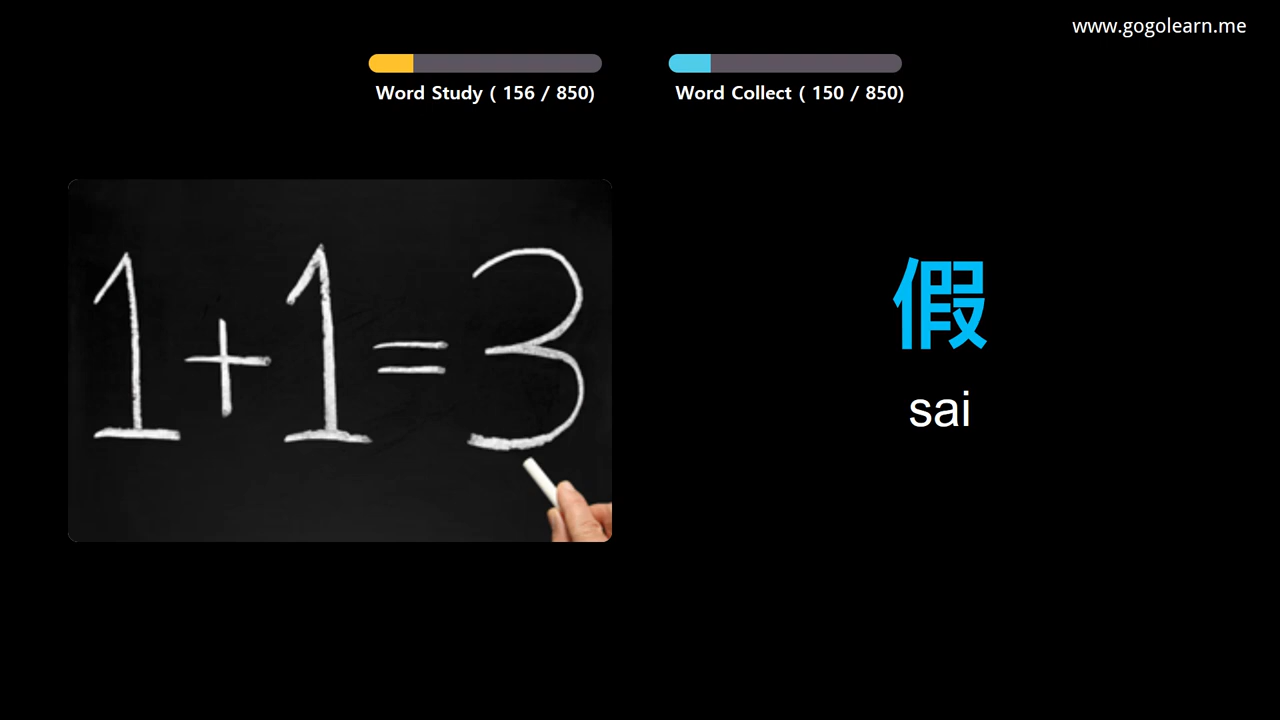 www.gogolearn.me
Word Study ( 156 / 850)
Word Collect ( 150 / 850)
1+1=3
假
sai